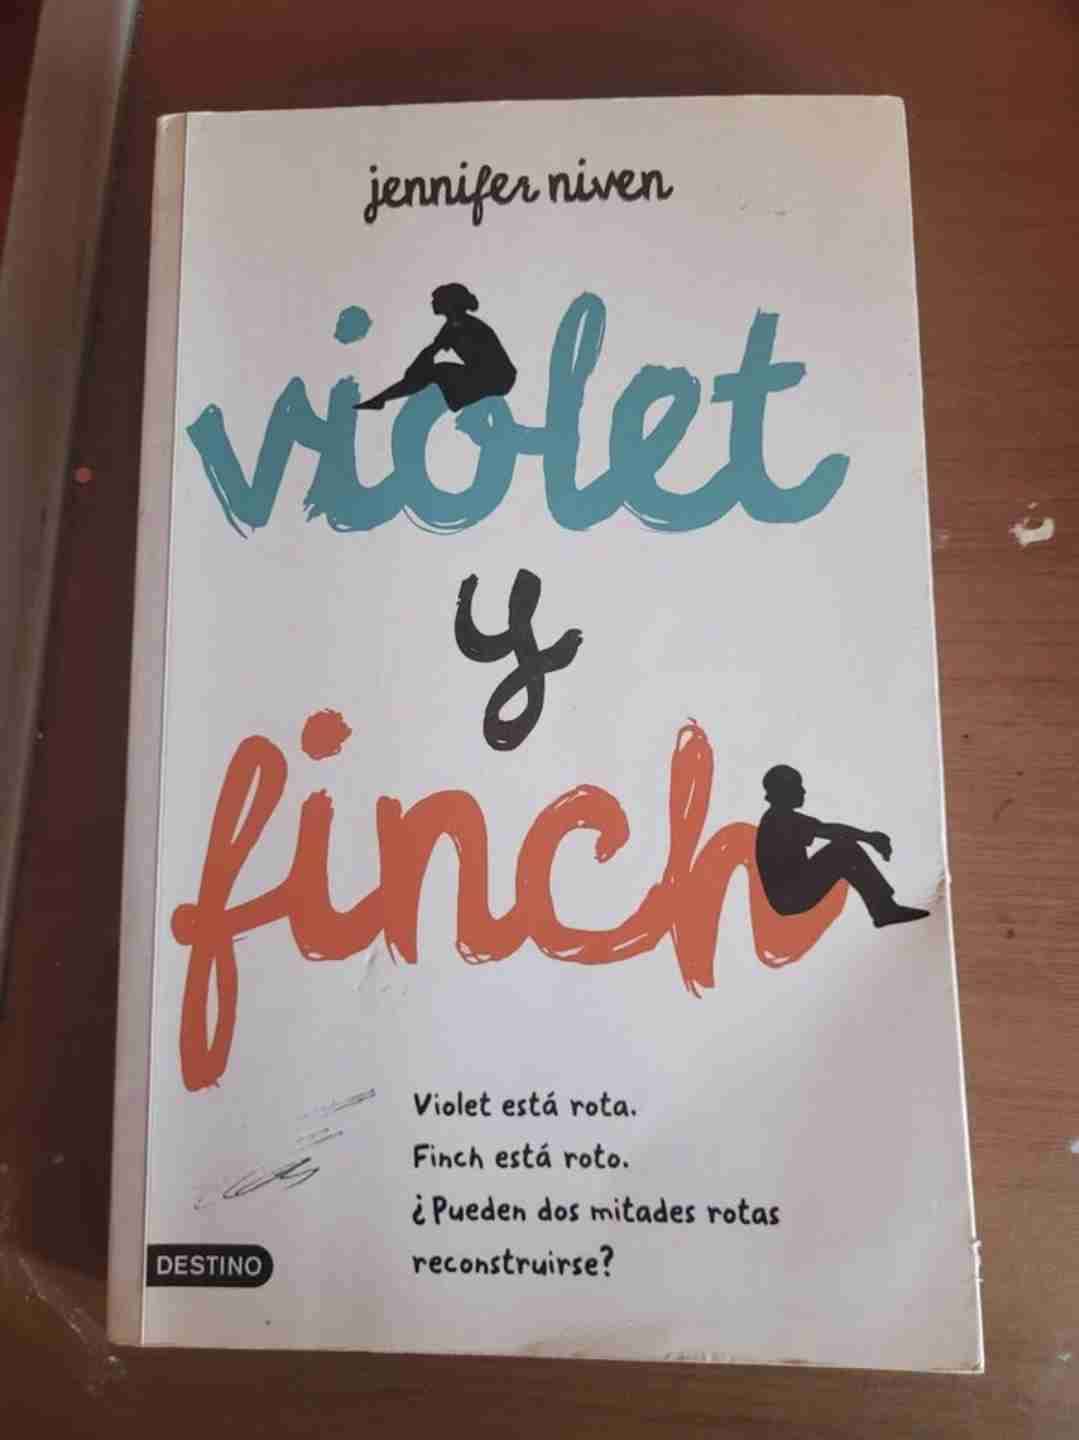 jennifer niven
violet
y
finch
Violet está rota.
Finch está roto.
¿Pueden dos mitades rotas
reconstruirse?
DESTINO